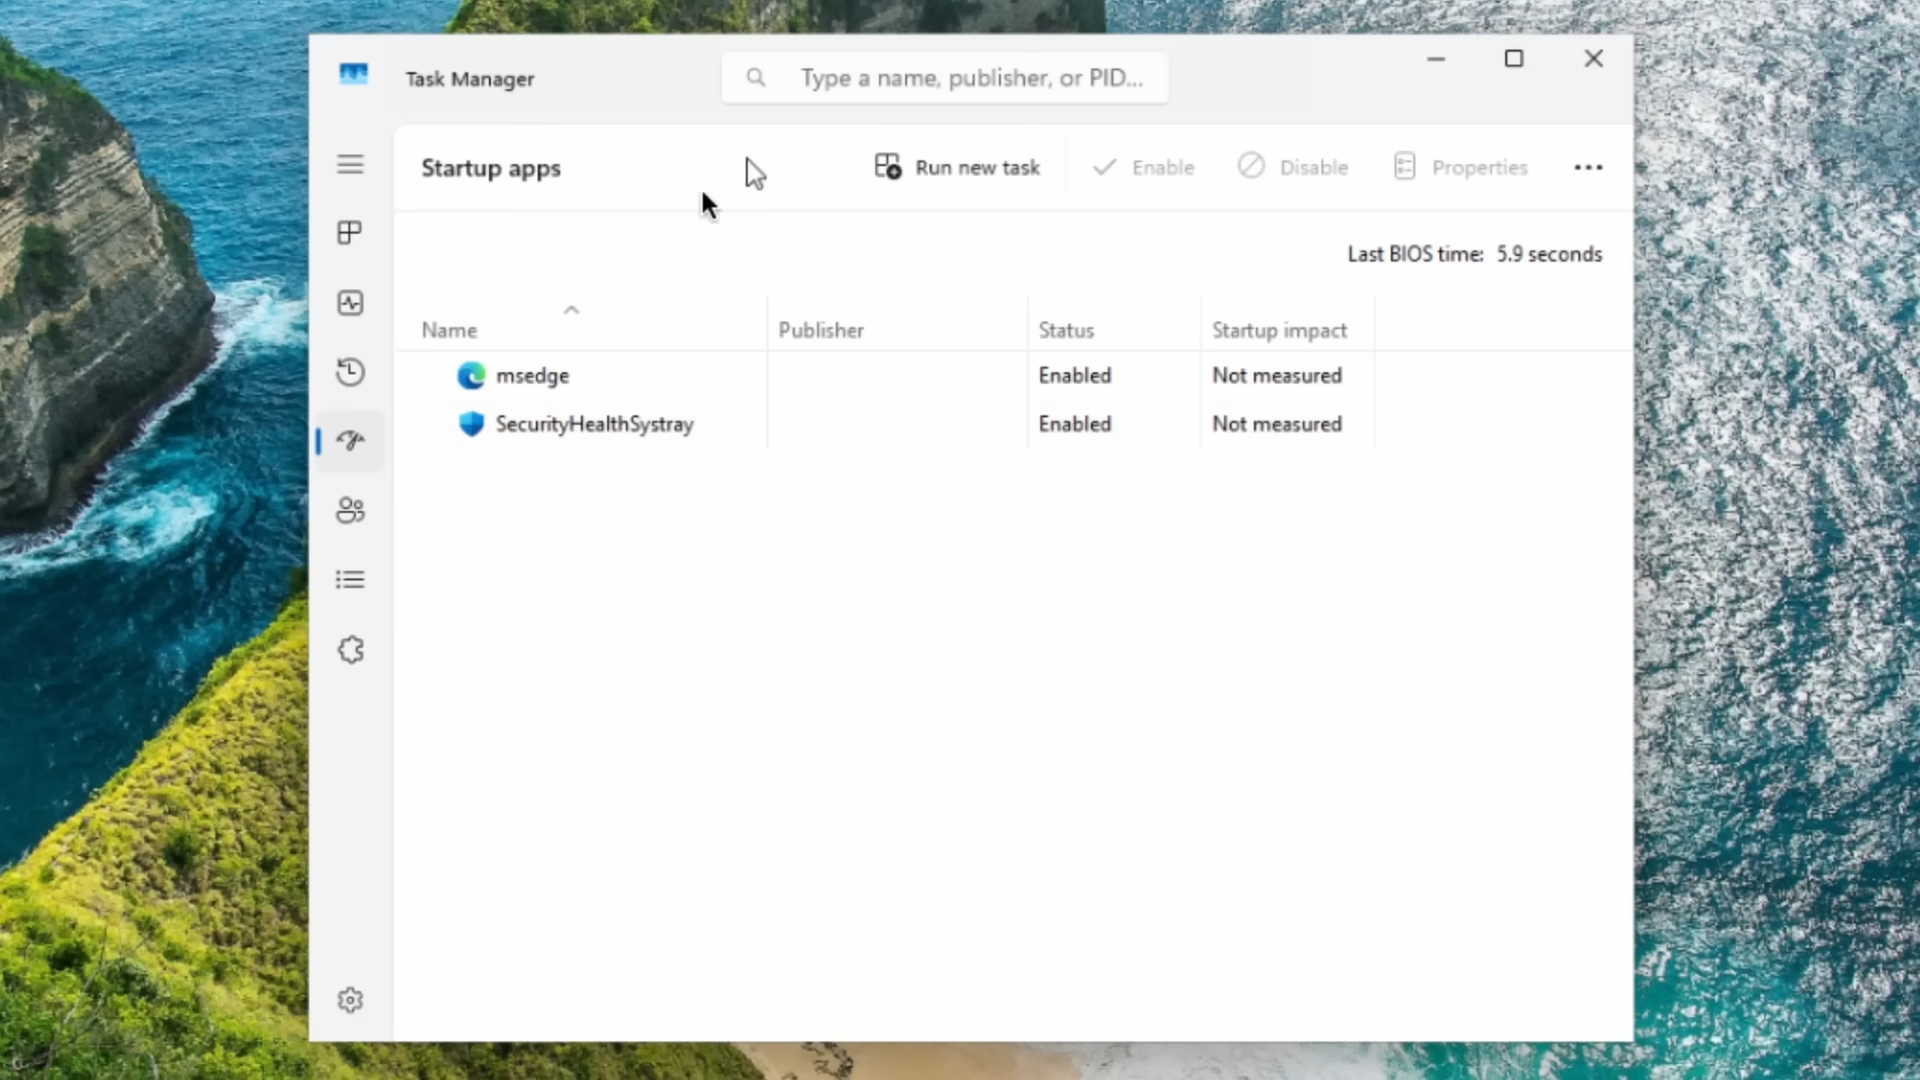 Task Manager
Type a name, publisher, or PID...
Startup apps
Run new task
Enable
Disable
Properties
Last BIOS time: 5.9 seconds
Name
Publisher
Status
Startup impact
msedge
Enabled
Not measured
SecurityHealthSystray
Enabled
Not measured